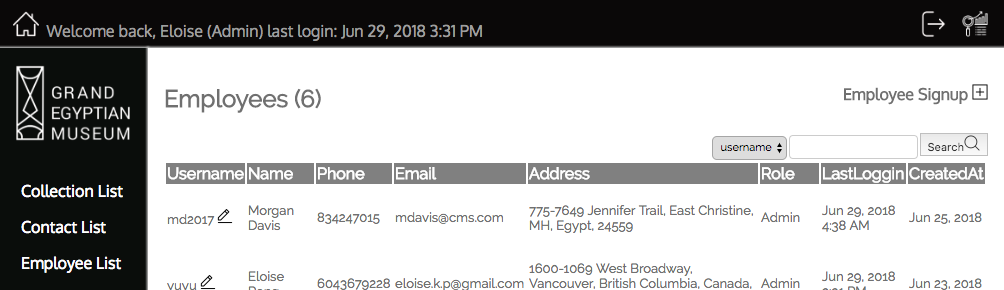 Welcome back, Eloise (Admin) last login: Jun 29, 2018 3:31 PM
GRAND
EGYPTIAN
MUSEUM
Collection List
Contact List
Employee List
Employees (6)
Employee Signup
username
Search
Username Name Phone Email Address Role LastLoggin CreatedAt
md2017 Morgan Davis 834247015 mdavis@cms.com 775-7649 Jennifer Trail, East Christine, MH, Egypt, 24559 Admin Jun 29, 2018 4:38 AM Jun 25, 2018
yuyu Eloise 6043679228 eloise.k.p@gmail.com 1600-1069 West Broadway, Vancouver, British Columbia, Canada, Admin Jun 29, 2018 Jun 23, 2018